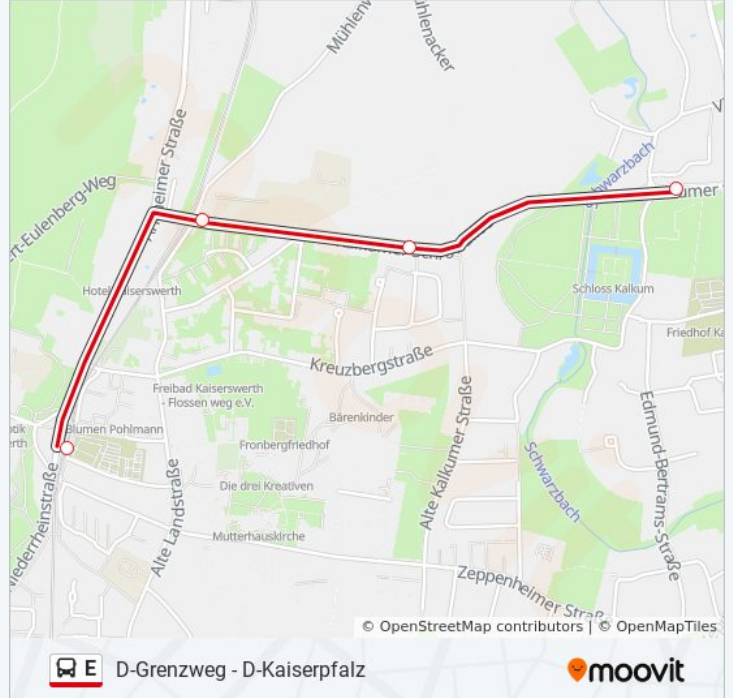 Schwarzbach
Hotel Kaiserswerth
Schloss Kalkum
Kreuzbergstraße
Freibad Kaiserswerth
- Flossen weg e.V.
Bärenkinder
Blumen Pohlmann
Fronbergfriedhof
Die drei Kreativen
Schwarzbach
Edmund-Bertrams-Straße
Alte Kalkumer Straße
Niederrheinstraße
Alte Landstraße
Mutterhauskirche
© OpenStreetMap contributors | © OpenMapTiles
E D-Grenzweg - D-Kaiserpfalz
moovit